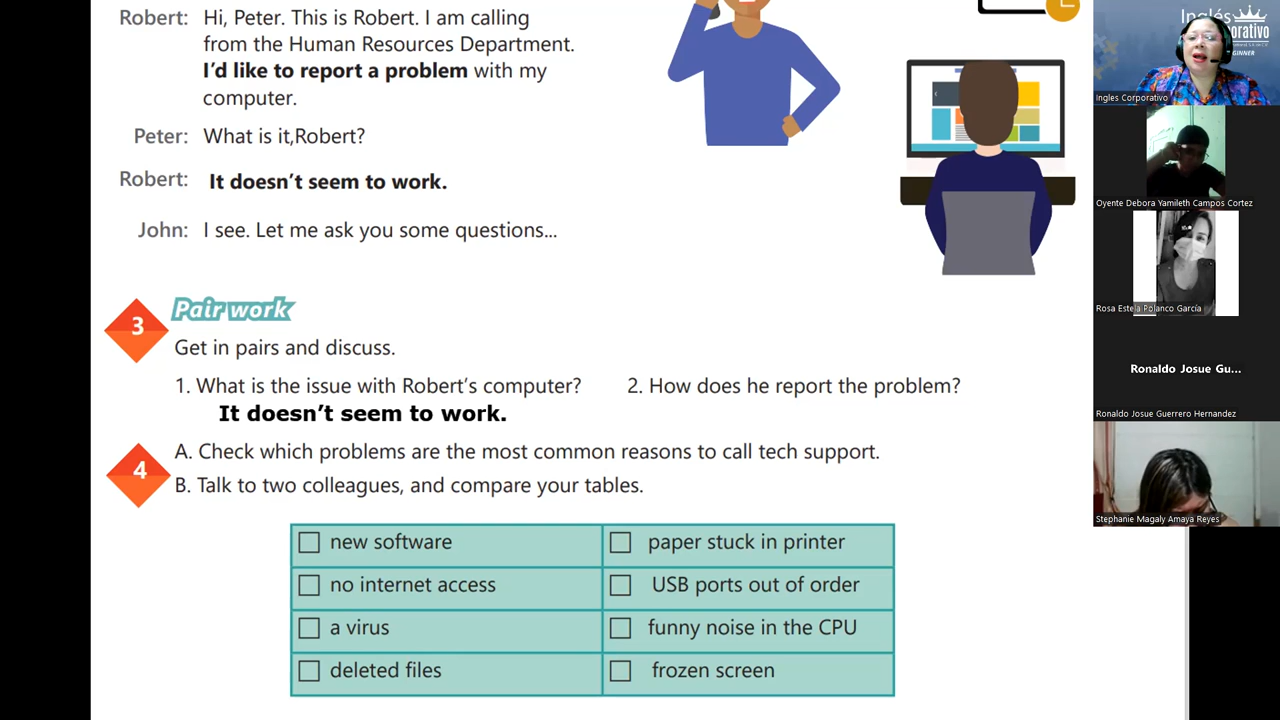 Robert: Hi, Peter. This is Robert. I am calling
from the Human Resources Department.
I'd like to report a problem with my
computer.
Peter: What is it,Robert?
Robert: It doesn't seem to work.
John: I see. Let me ask you some questions...
3 Pair work
Get in pairs and discuss.
1. What is the issue with Robert's computer? 2. How does he report the problem?
It doesn't seem to work.
4 A. Check which problems are the most common reasons to call tech support.
B. Talk to two colleagues, and compare your tables.
new software paper stuck in printer
no internet access USB ports out of order
a virus funny noise in the CPU
deleted files frozen screen
Inglés
Ingles Corporativo
Oyente Debora Yamileth Campos Cortez
Rosa Estela Polanco García
Ronaldo Josue Gu...
Ronaldo Josue Guerrero Hernandez
Stephanie Magaly Amaya Reyes